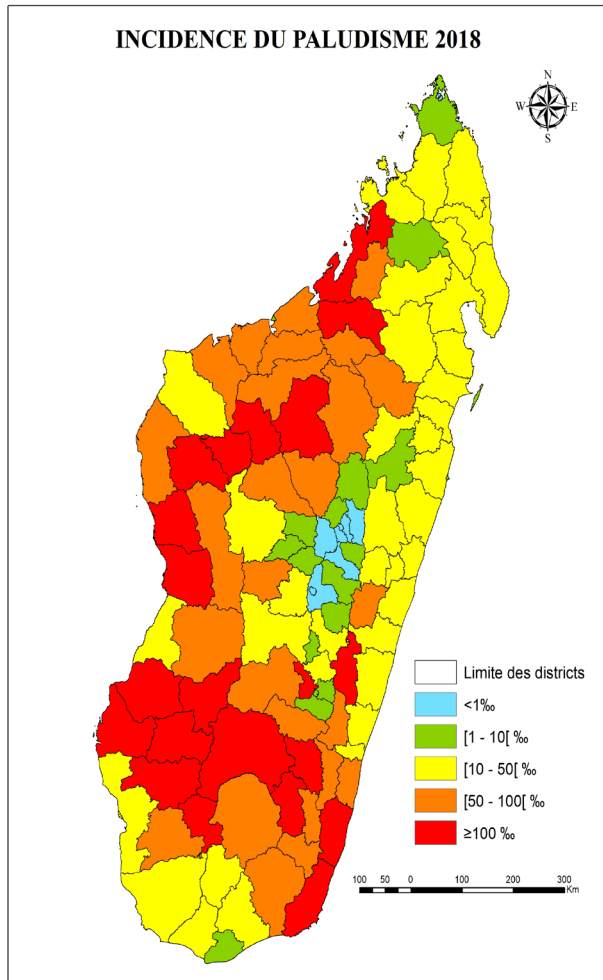 INCIDENCE DU PALUDISME 2018
N
W E
S
Limite des districts
<1‰
[1 - 10[ ‰
[10 - 50[ ‰
[50 - 100[ ‰
≥100 ‰
100 50 0 100 200 300
Km